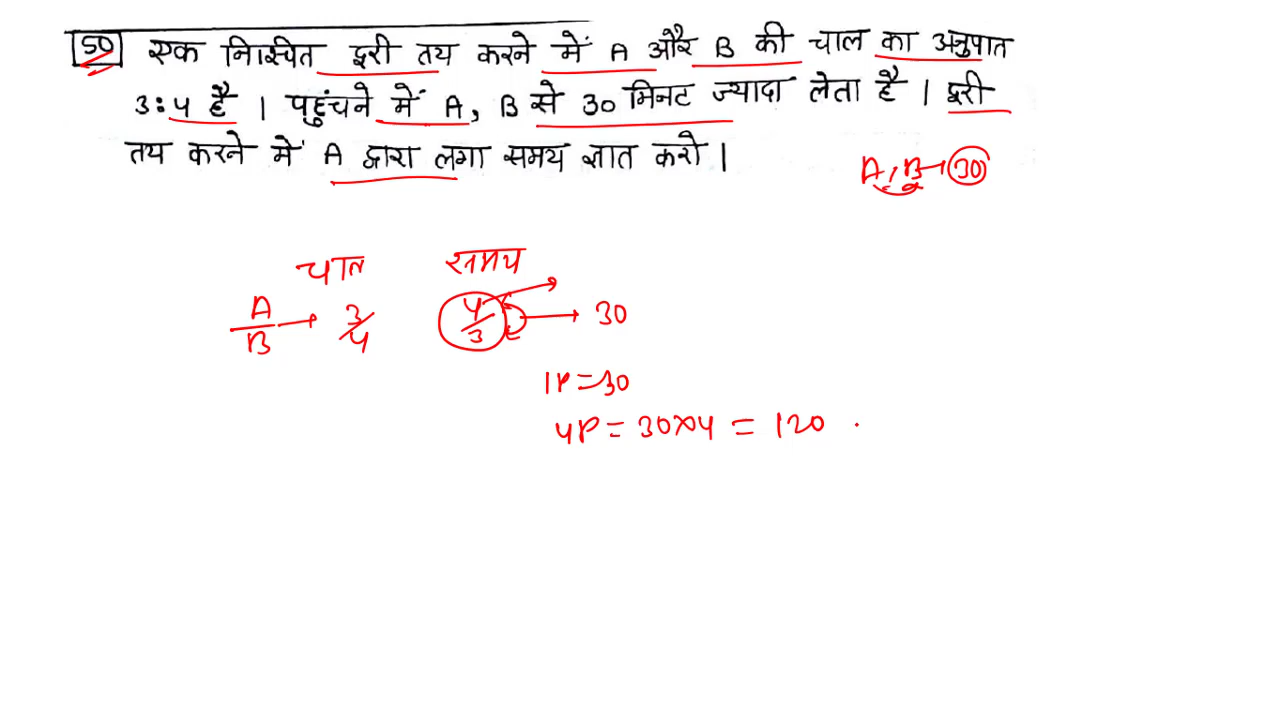 50 एक निश्चित दूरी तय करने में A और B की चाल का अनुपात
3:4 है । पहुंचने में A, B से 30 मिनट ज्यादा लेता है । दूरी
तय करने में A द्वारा लगा समय ज्ञात करो ।
A, B → 30
चाल समय
A/B → 3/4 4/3 → 30
1P = 30
4P = 30×4 = 120